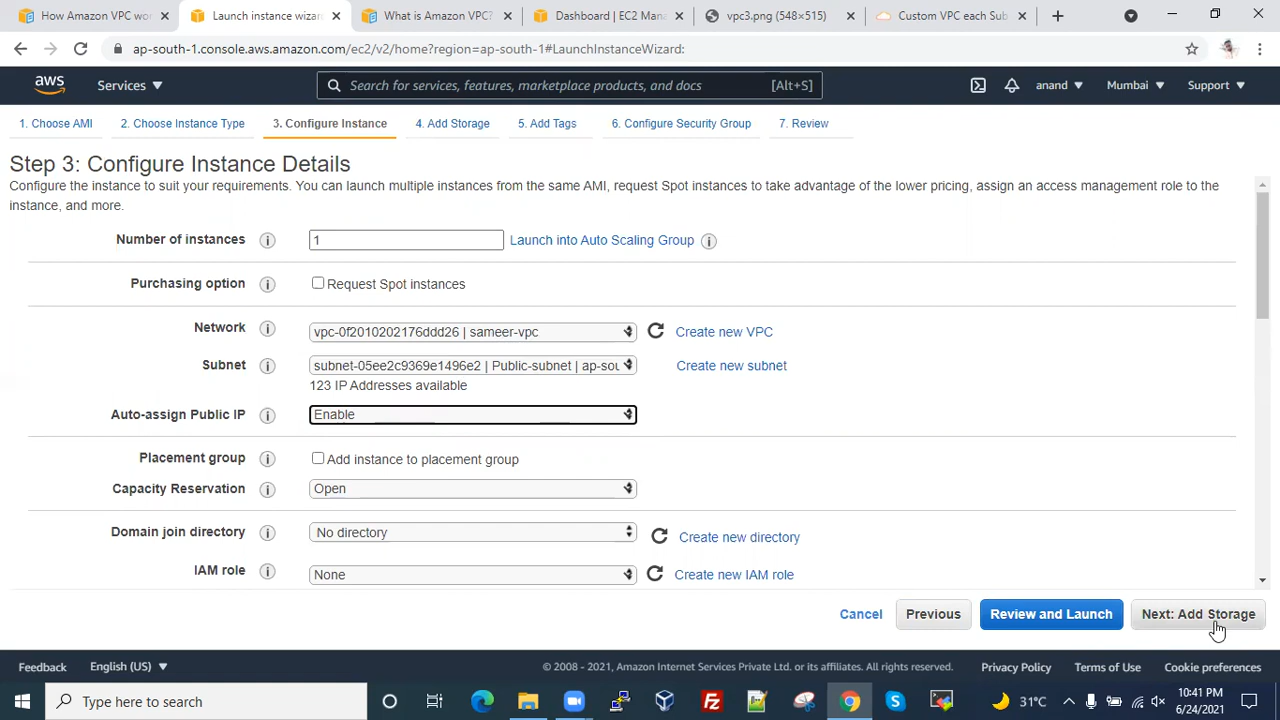 How Amazon VPC wo
Launch instance wizar
What is Amazon VPC?
Dashboard | EC2 Mana
vpc3.png (548×515)
Custom VPC each Sub
ap-south-1.console.aws.amazon.com/ec2/v2/home?region=ap-south-1#LaunchInstanceWizard:
aws
Services
Search for services, features, marketplace products, and docs
[Alt+S]
anand
Mumbai
Support
1. Choose AMI
2. Choose Instance Type
3. Configure Instance
4. Add Storage
5. Add Tags
6. Configure Security Group
7. Review
Step 3: Configure Instance Details
Configure the instance to suit your requirements. You can launch multiple instances from the same AMI, request Spot instances to take advantage of the lower pricing, assign an access management role to the
instance, and more.
Number of instances
1
Launch into Auto Scaling Group
Purchasing option
Request Spot instances
Network
vpc-0f2010202176ddd26 | sameer-vpc
Create new VPC
Subnet
subnet-05ee2c9369e1496e2 | Public-subnet | ap-sou
Create new subnet
123 IP Addresses available
Auto-assign Public IP
Enable
Placement group
Add instance to placement group
Capacity Reservation
Open
Domain join directory
No directory
Create new directory
IAM role
None
Create new IAM role
Cancel
Previous
Review and Launch
Next: Add Storage
Feedback
English (US)
© 2008 - 2021, Amazon Internet Services Private Ltd. or its affiliates. All rights reserved.
Privacy Policy
Terms of Use
Cookie preferences
Type here to search
31°C
10:41 PM
6/24/2021